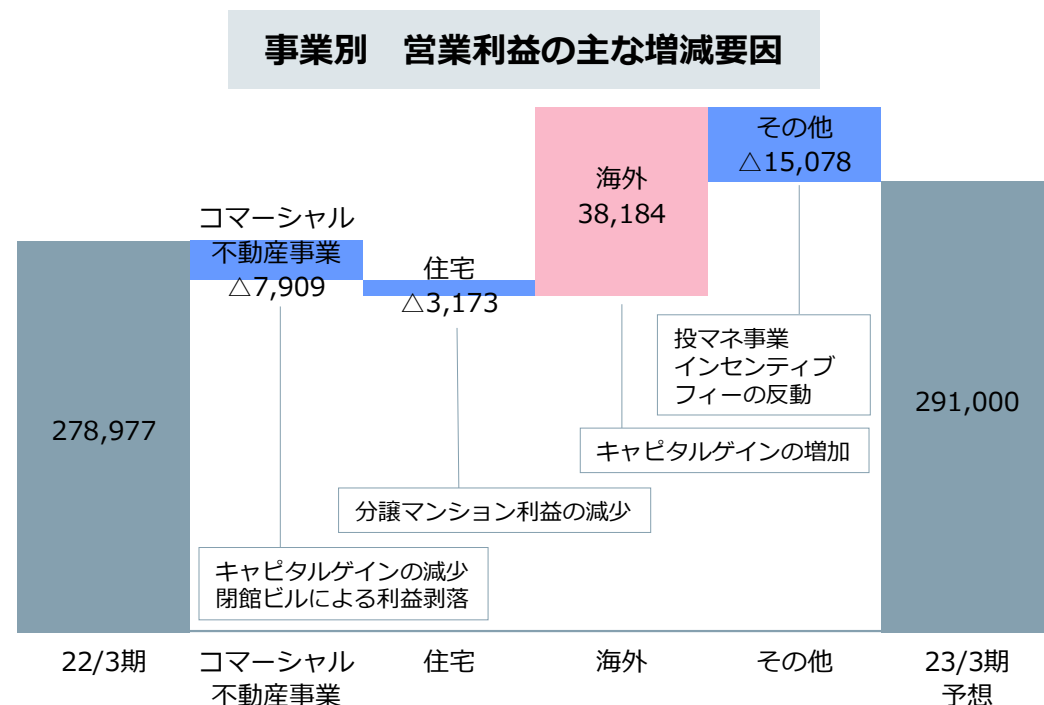 事業別　営業利益の主な増減要因
コマーシャル
不動産事業
△7,909
住宅
△3,173
海外
38,184
その他
△15,078
278,977
291,000
投マネ事業
インセンティブ
フィーの反動
キャピタルゲインの増加
分譲マンション利益の減少
キャピタルゲインの減少
閉館ビルによる利益剥落
22/3期
コマーシャル
不動産事業
住宅
海外
その他
23/3期
予想